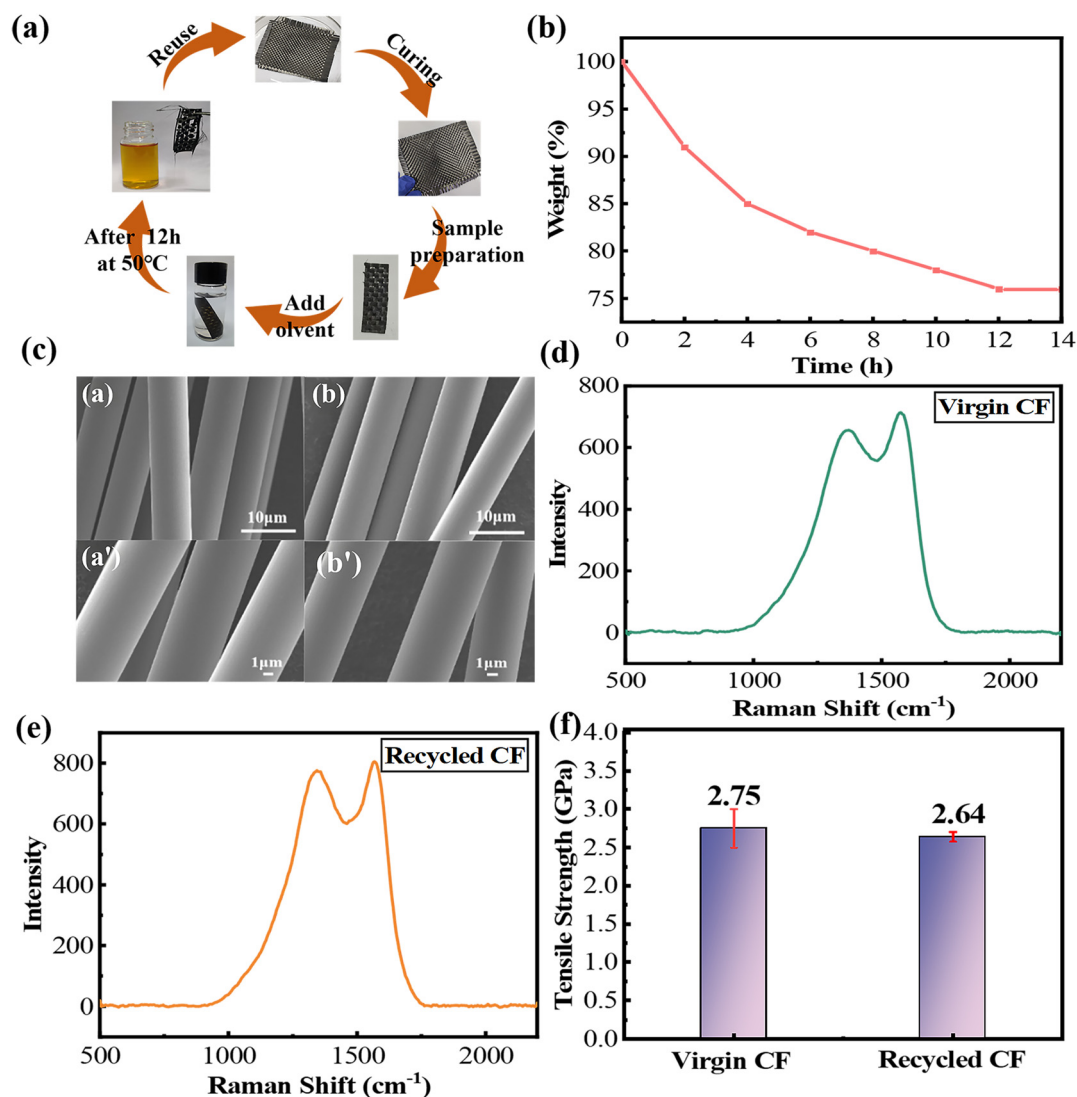 (a)
Reuse
Curing
Sample
preparation
Add
olvent
After 12h
at 50℃
(b)
Weight (%)
100
95
90
85
80
75
0 2 4 6 8 10 12 14
Time (h)
(c)
(a)
10μm
(b)
10μm
(a')
1μm
(b')
1μm
(d)
Virgin CF
Intensity
800
600
400
200
0
500 1000 1500 2000
Raman Shift (cm⁻¹)
(e)
Recycled CF
Intensity
800
600
400
200
0
500 1000 1500 2000
Raman Shift (cm⁻¹)
(f)
Tensile Strength (GPa)
4.0
3.5
3.0
2.5
2.0
1.5
1.0
0.5
0.0
2.75
2.64
Virgin CF Recycled CF